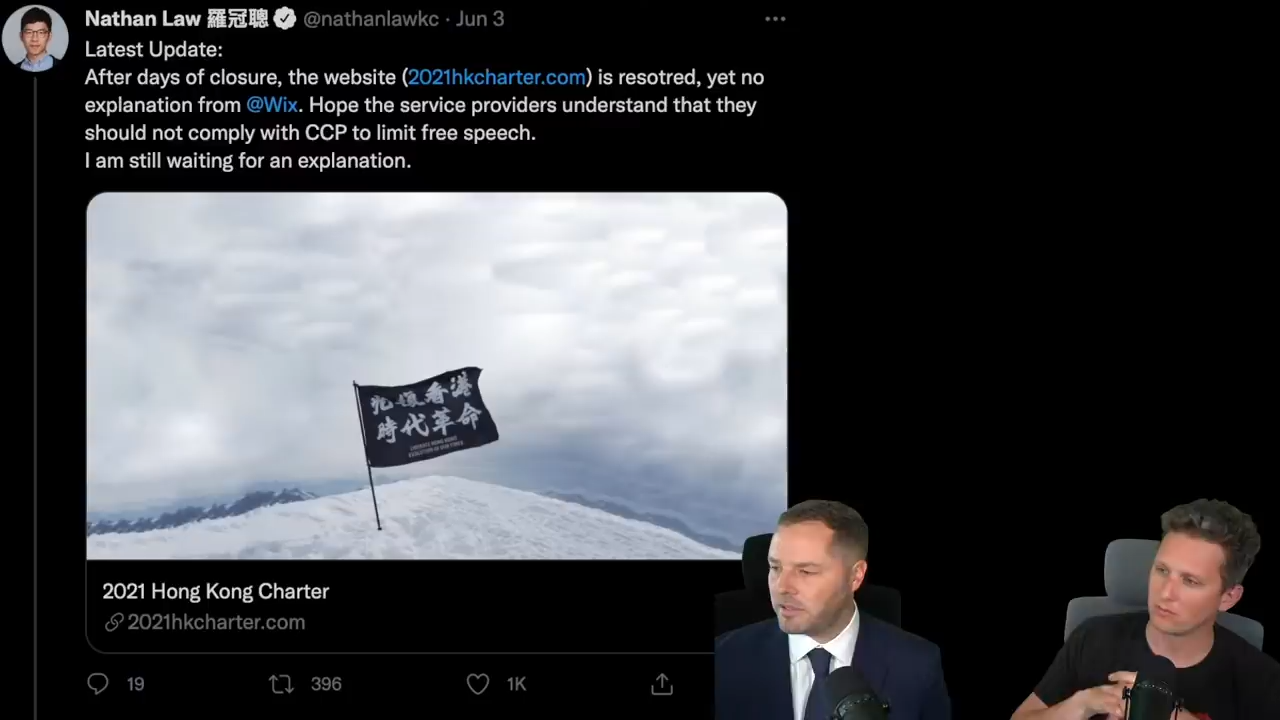 Nathan Law 羅冠聰 @nathanlawkc · Jun 3
Latest Update:
After days of closure, the website (2021hkcharter.com) is resotred, yet no
explanation from @Wix. Hope the service providers understand that they
should not comply with CCP to limit free speech.
I am still waiting for an explanation.
光復香港
時代革命
2021 Hong Kong Charter
2021hkcharter.com
19 396 1K